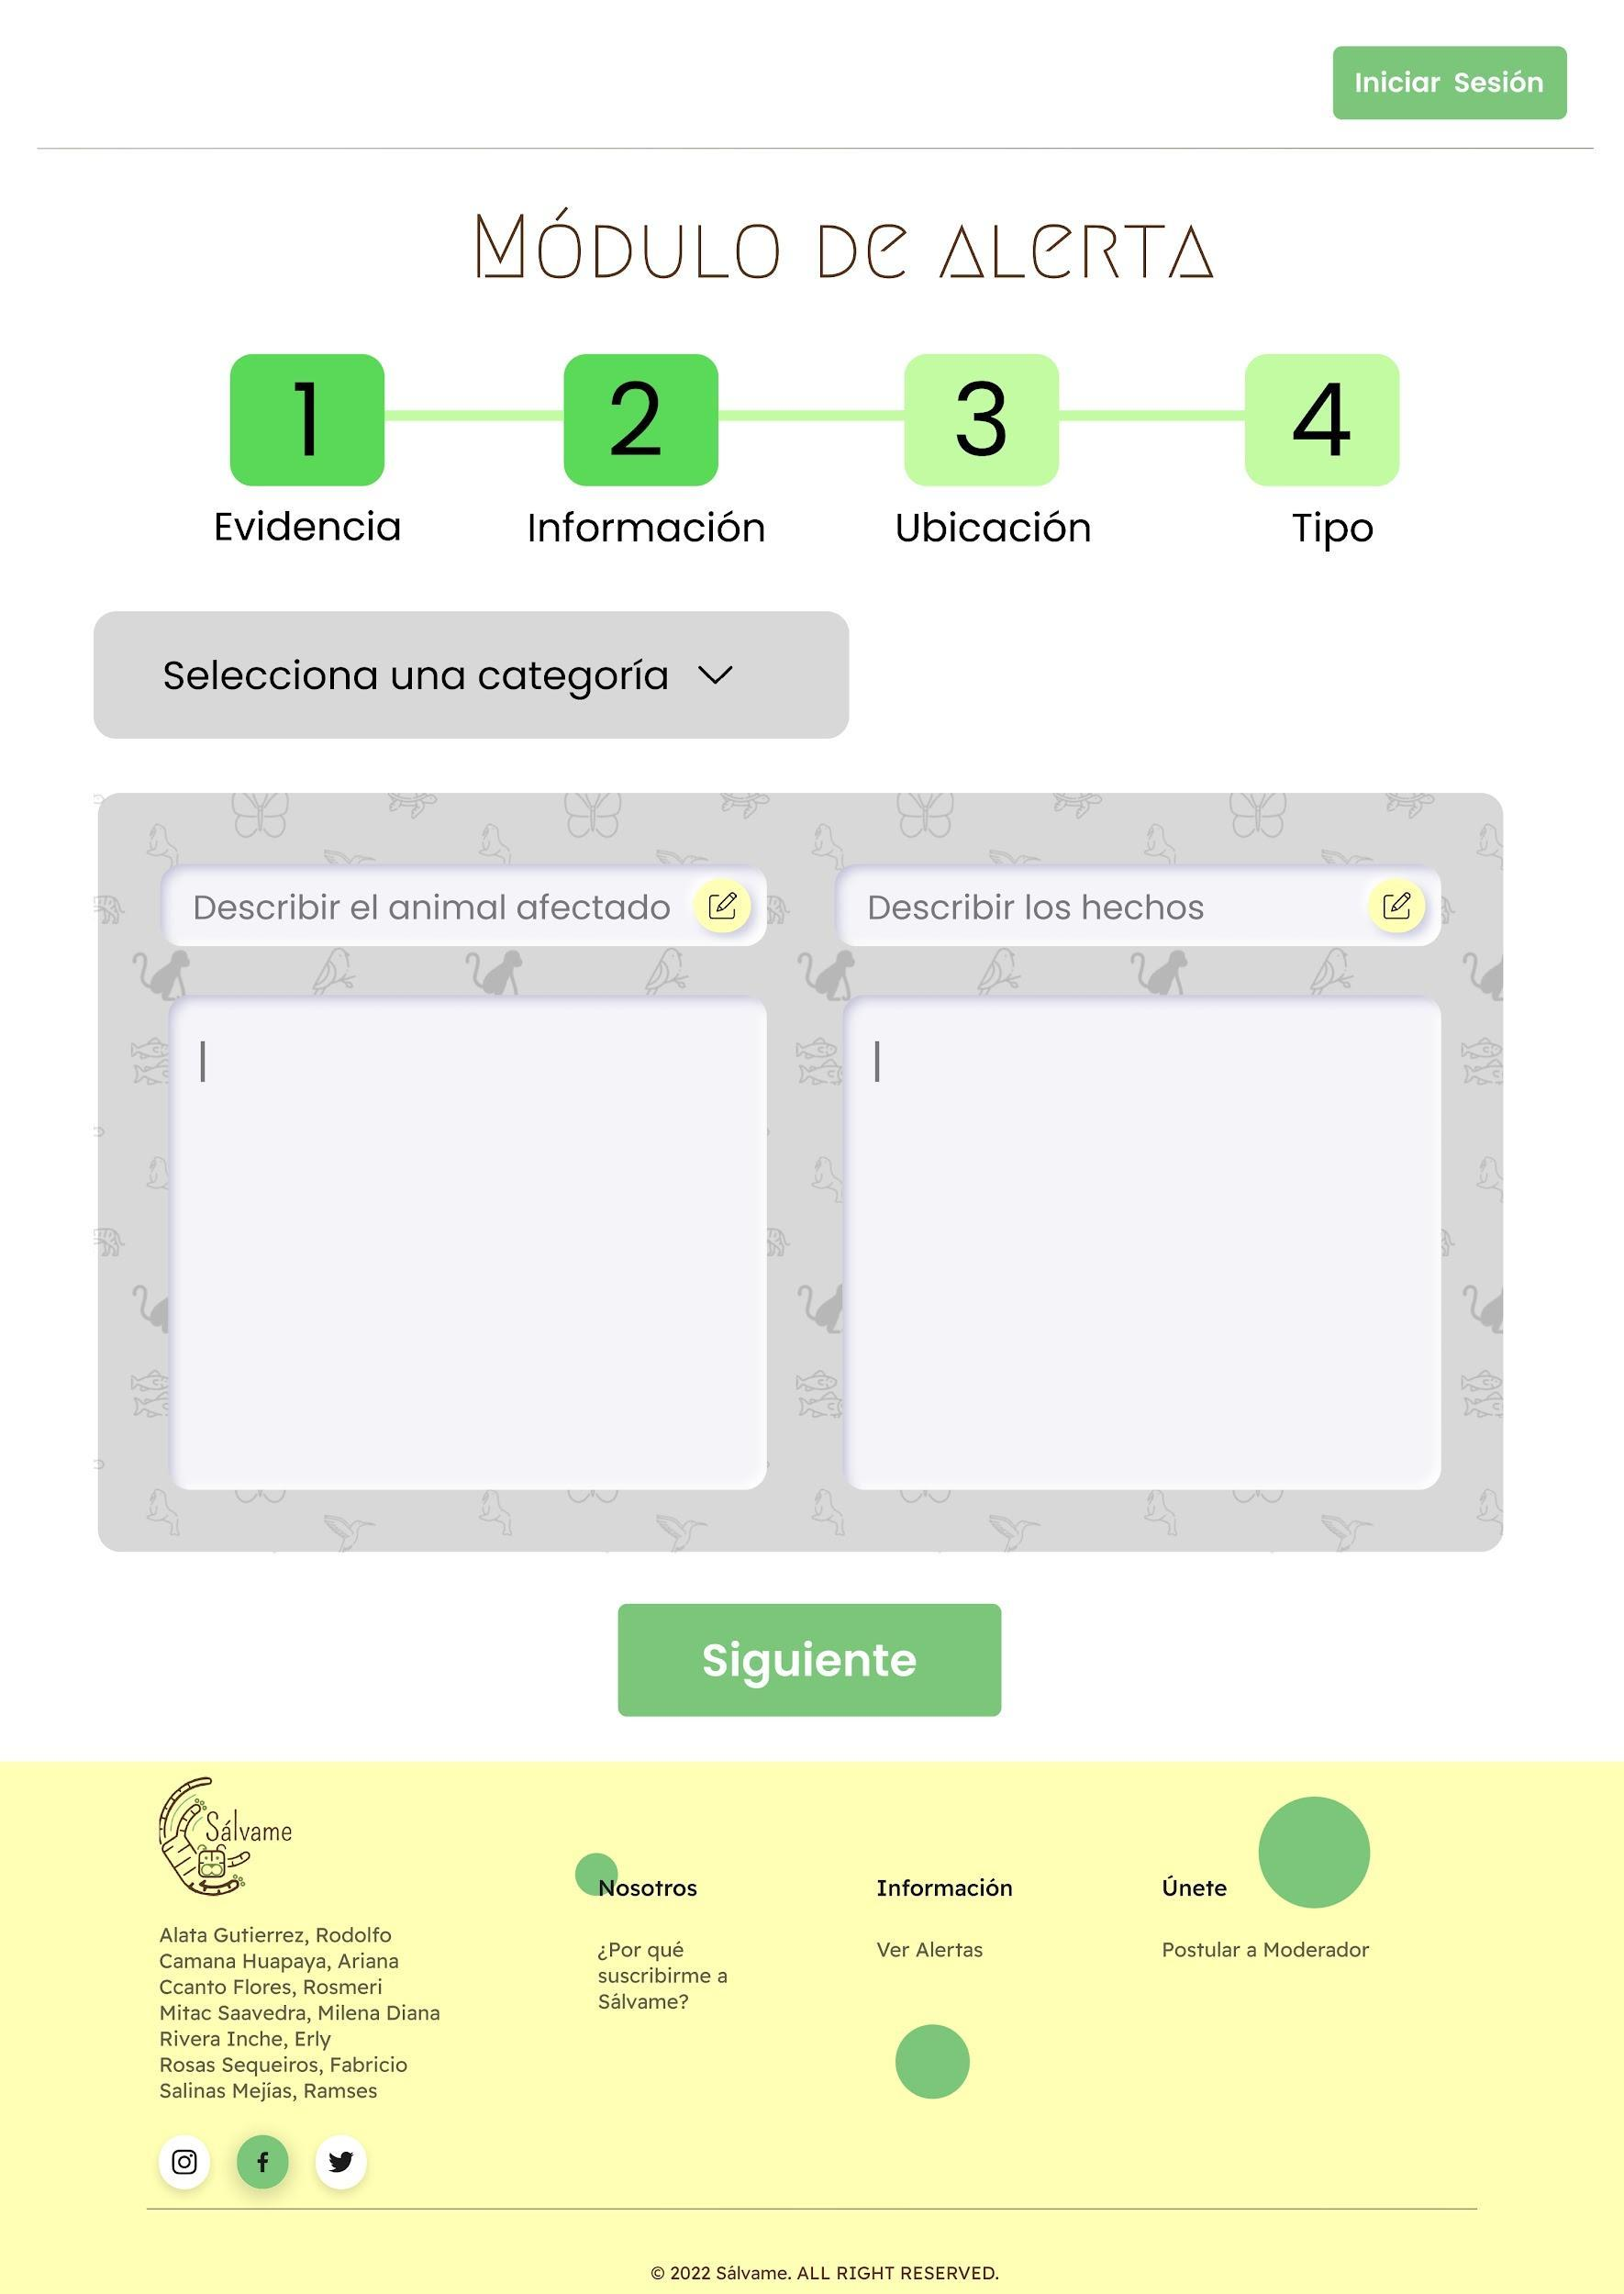 Iniciar Sesión
Módulo de alerta
1
2
3
4
Evidencia
Información
Ubicación
Tipo
Selecciona una categoría
Describir el animal afectado
Describir los hechos
Siguiente
Sálvame
Alata Gutierrez, Rodolfo
Camana Huapaya, Ariana
Ccanto Flores, Rosmeri
Mitac Saavedra, Milena Diana
Rivera Inche, Erly
Rosas Sequeiros, Fabricio
Salinas Mejías, Ramses
Nosotros
¿Por qué
suscribirme a
Sálvame?
Información
Ver Alertas
Únete
Postular a Moderador
© 2022 Sálvame. ALL RIGHT RESERVED.